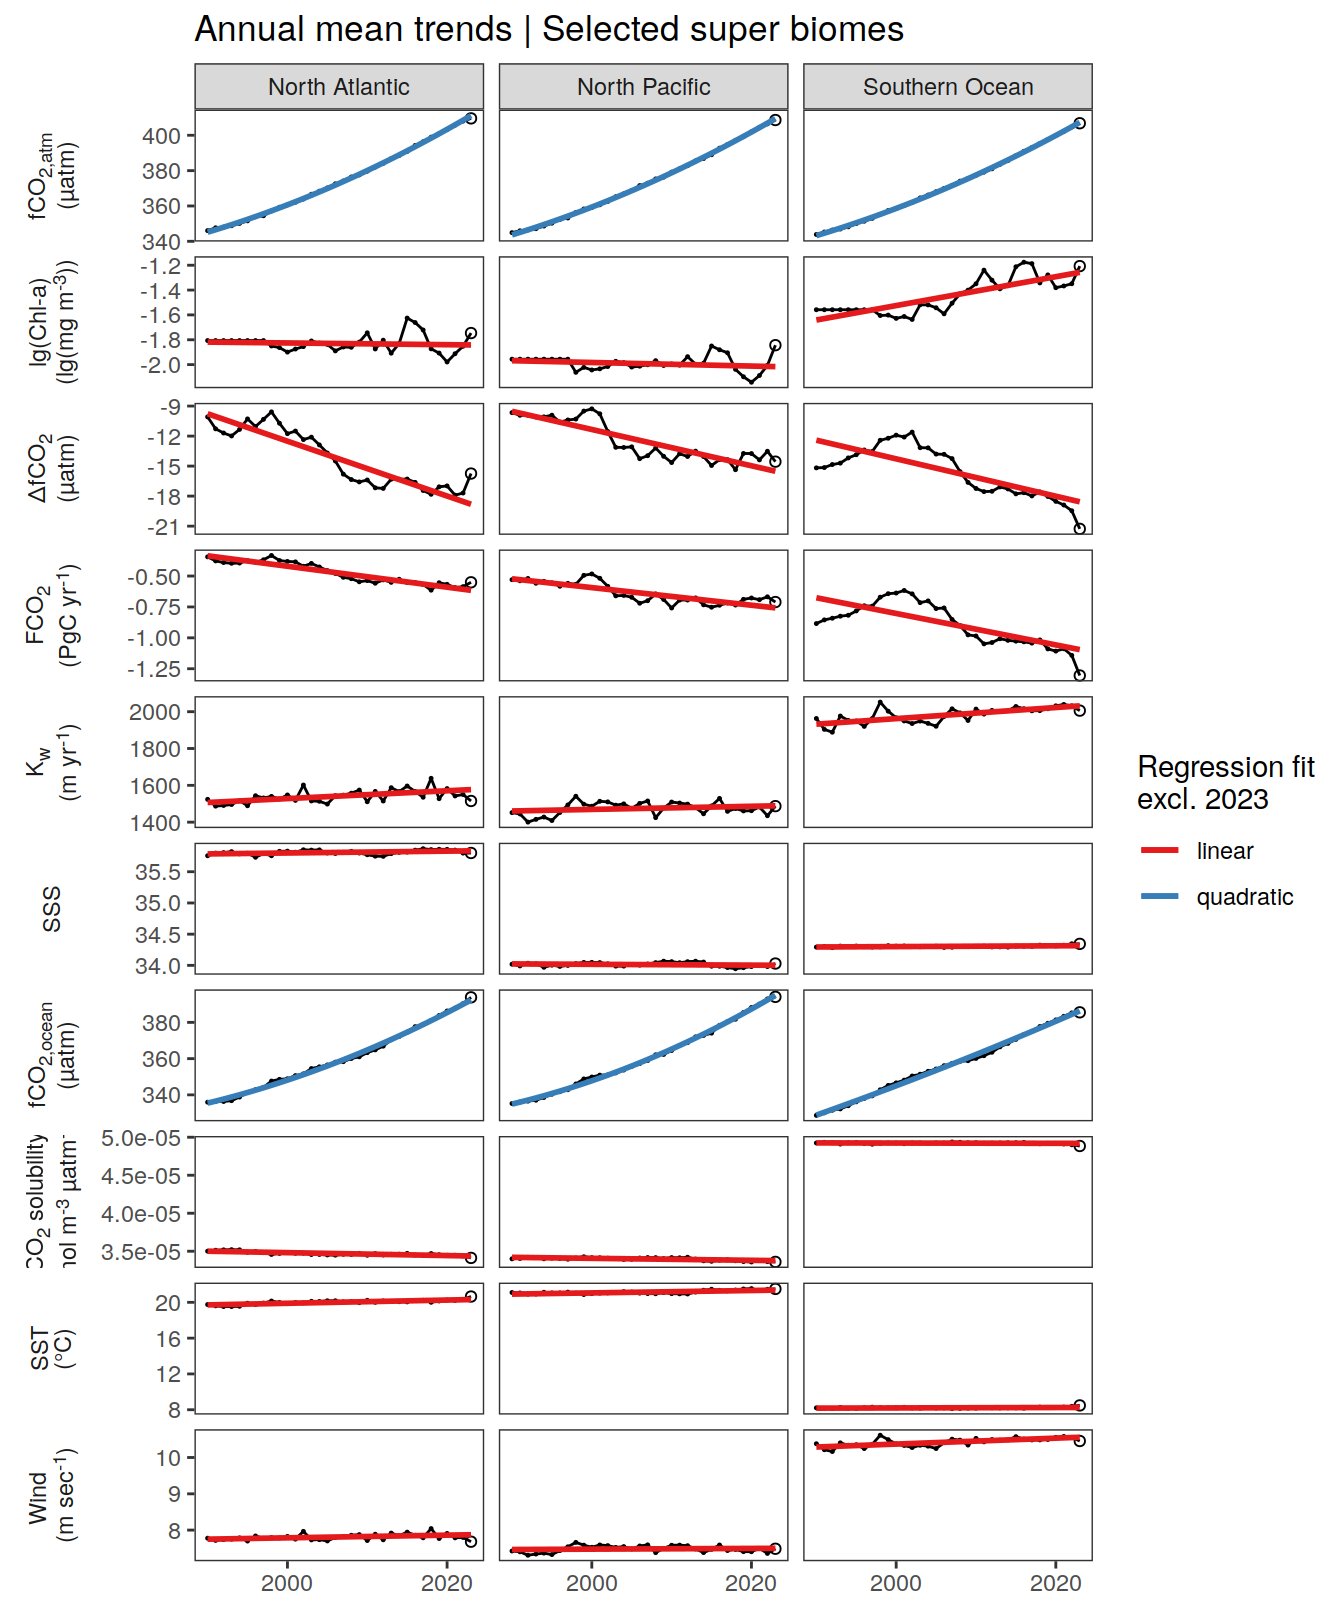 Annual mean trends | Selected super biomes
North Atlantic North Pacific Southern Ocean
fCO2,atm
(µatm)
400
380
360
340
lg(Chl-a)
(lg(mg m-3))
-1.2
-1.4
-1.6
-1.8
-2.0
ΔfCO2
(µatm)
-9
-12
-15
-18
-21
FCO2
(PgC yr-1)
-0.50
-0.75
-1.00
-1.25
Kw
(m yr-1)
2000
1800
1600
1400
SSS
35.5
35.0
34.5
34.0
fCO2,ocean
(µatm)
380
360
340
CO2 solubility
m-3 µatm-
5.0e-05
4.5e-05
4.0e-05
3.5e-05
SST
(°C)
20
16
12
8
Wind
(m sec-1)
10
9
8
2000 2020 2000 2020 2000 2020
Regression fit
excl. 2023
linear
quadratic